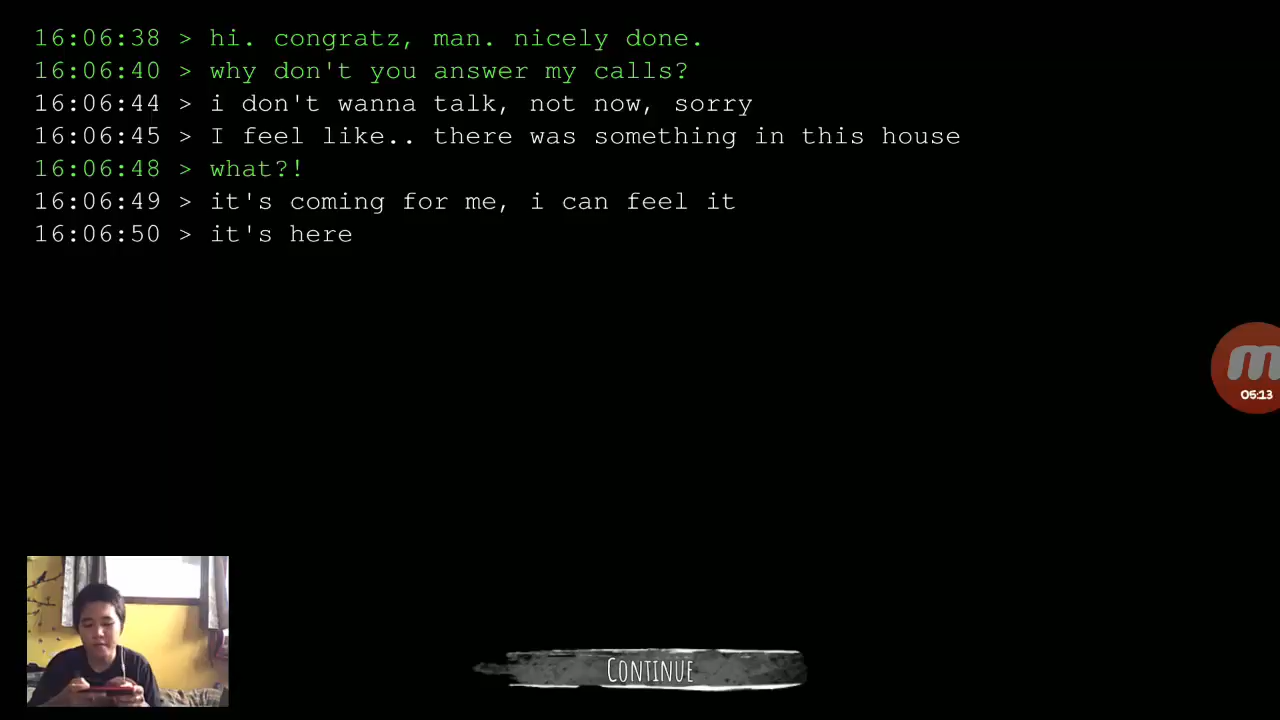 16:06:38 > hi. congratz, man. nicely done.
16:06:40 > why don't you answer my calls?
16:06:44 > i don't wanna talk, not now, sorry
16:06:45 > I feel like.. there was something in this house
16:06:48 > what?!
16:06:49 > it's coming for me, i can feel it
16:06:50 > it's here
m
05:13
CONTINUE